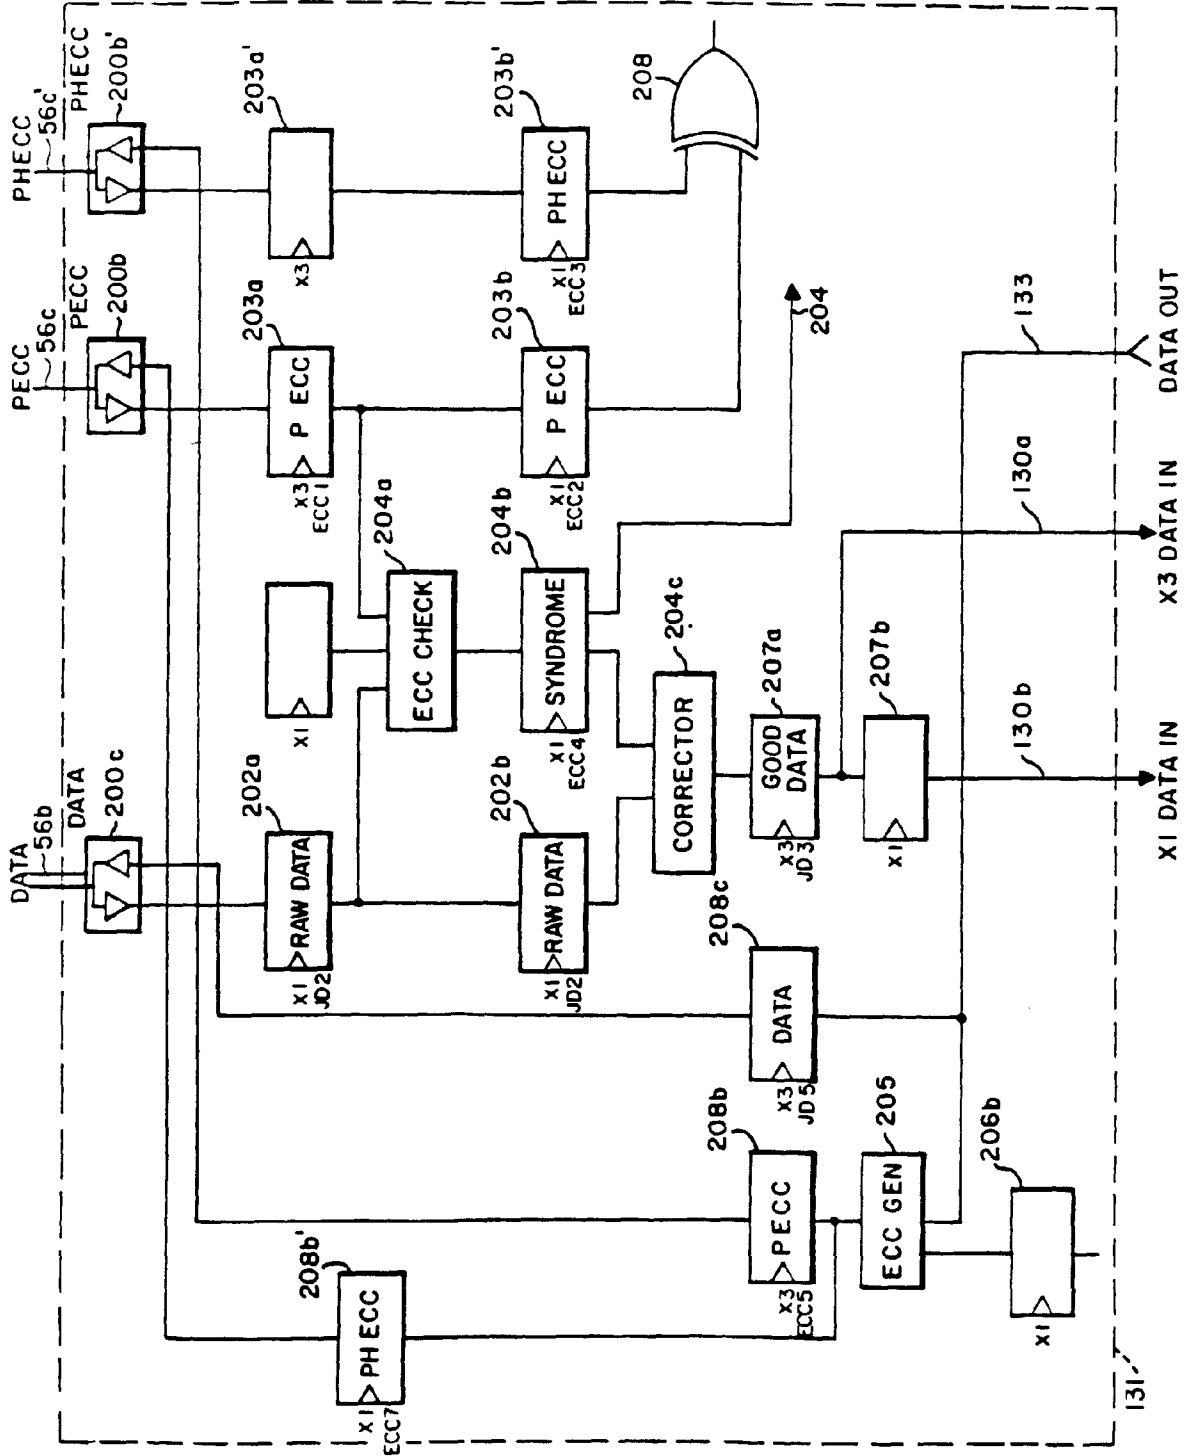 DATA
56b
DATA
200c
PECC
56c
PECC
200b
PHECC
56c'
PHECC
200b'
X1
RAW DATA
JD2
202a
X1
X3
P ECC
ECC1
203a
X3
203a'
ECC CHECK
204a
X1
PH ECC
ECC7
208b'
X1
RAW DATA
JD2
202b
X1
SYNDROME
ECC4
204b
X1
P ECC
ECC2
203b
X1
PH ECC
ECC3
203b'
208
204
CORRECTOR
204c
X3
PECC
ECC5
208b
X3
DATA
JD5
208c
X3
GOOD
DATA
JD3
207a
ECC GEN
205
X1
207b
X1
206b
130b
130a
133
131
X1 DATA IN
X3 DATA IN
DATA OUT